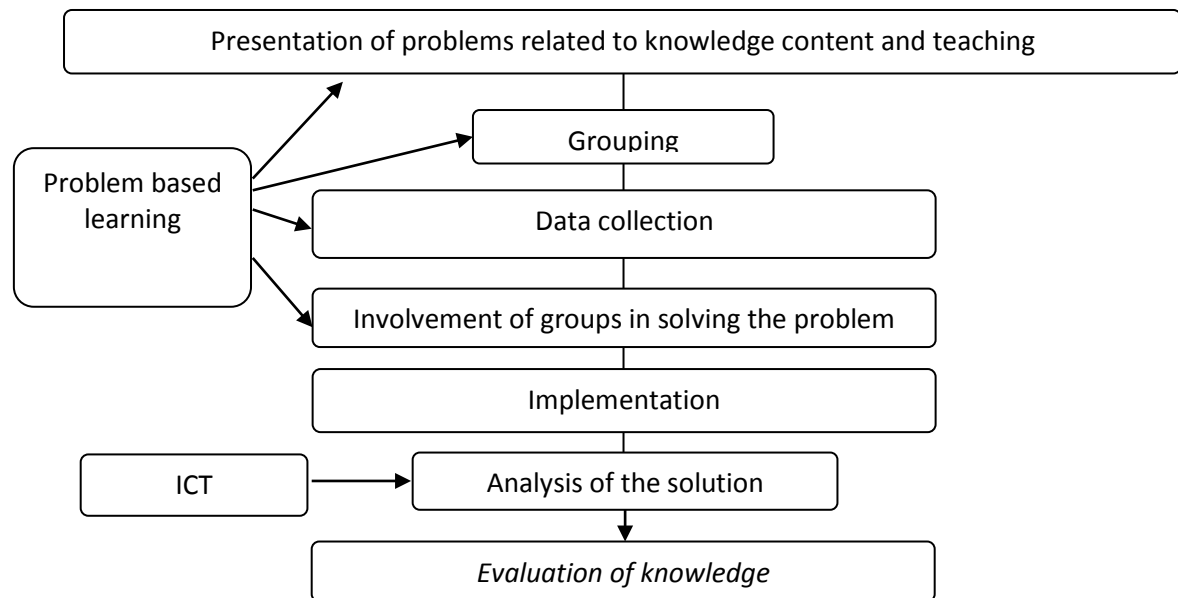 Presentation of problems related to knowledge content and teaching
Grouping
Problem based
learning
Data collection
Involvement of groups in solving the problem
Implementation
ICT
Analysis of the solution
Evaluation of knowledge